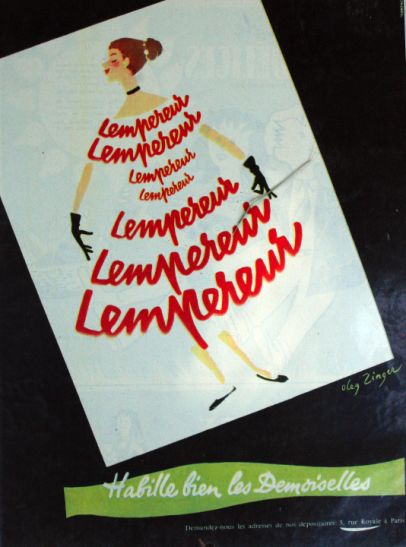 Lempereur
Lempereur
Lempereur
Lempereur
Lempereur
Lempereur
Lempereur
Oleg Zinger
Habille bien les Demoiselles
Demandez-nous les adresses de nos dépositaires: 5, rue Royale à Paris